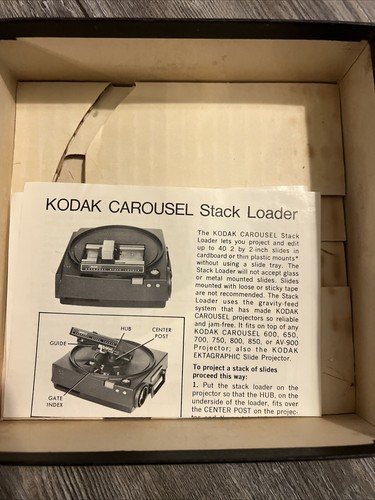 KODAK CAROUSEL Stack Loader
The KODAK CAROUSEL Stack
Loader lets you project and edit
up to 40 2 by 2-inch slides in
cardboard or thin plastic mounts*
without using a slide tray. The
Stack Loader will not accept glass
or metal mounted slides. Slides
mounted with loose or sticky tape
are not recommended. The Stack
Loader uses the gravity-feed
system that has made KODAK
CAROUSEL projectors so reliable
and jam-free. It fits on top of any
KODAK CAROUSEL 600, 650,
700, 750, 800, 850, or AV-900
Projector; also the KODAK
EKTAGRAPHIC Slide Projector.
To project a stack of slides
proceed this way:
1. Put the stack loader on the
projector so that the HUB, on the
underside of the loader, fits over
the CENTER POST on the projec-
HUB
CENTER
POST
GUIDE
GATE
INDEX